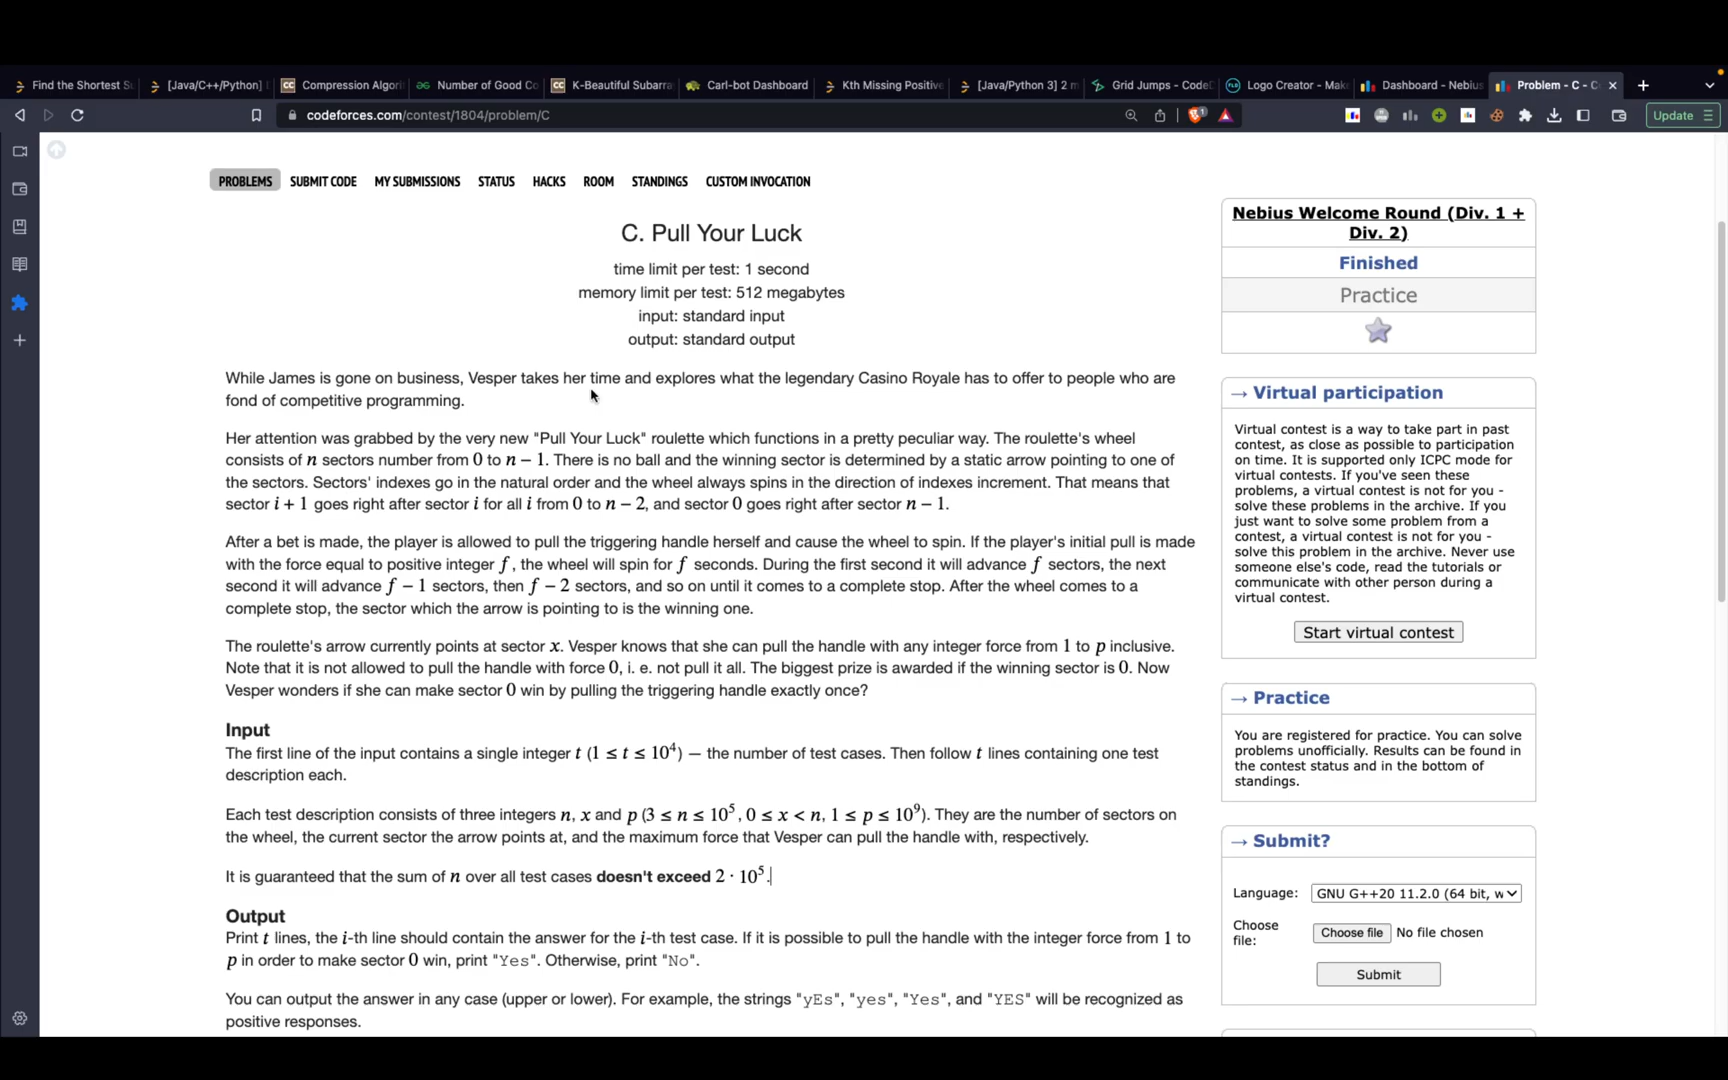 Find the Shortest S
[Java/C++/Python]
Compression Algori
Number of Good Co
K-Beautiful Subarra
Carl-bot Dashboard
Kth Missing Positive
[Java/Python 3] 2 m
Grid Jumps - CodeD
Logo Creator - Mak
Dashboard - Nebius
Problem - C - C
codeforces.com/contest/1804/problem/C
Update
PROBLEMS SUBMIT CODE MY SUBMISSIONS STATUS HACKS ROOM STANDINGS CUSTOM INVOCATION
C. Pull Your Luck
time limit per test: 1 second
memory limit per test: 512 megabytes
input: standard input
output: standard output
While James is gone on business, Vesper takes her time and explores what the legendary Casino Royale has to offer to people who are
fond of competitive programming.
Her attention was grabbed by the very new "Pull Your Luck" roulette which functions in a pretty peculiar way. The roulette's wheel
consists of n sectors number from 0 to n − 1. There is no ball and the winning sector is determined by a static arrow pointing to one of
the sectors. Sectors' indexes go in the natural order and the wheel always spins in the direction of indexes increment. That means that
sector i + 1 goes right after sector i for all i from 0 to n − 2, and sector 0 goes right after sector n − 1.
After a bet is made, the player is allowed to pull the triggering handle herself and cause the wheel to spin. If the player's initial pull is made
with the force equal to positive integer f, the wheel will spin for f seconds. During the first second it will advance f sectors, the next
second it will advance f − 1 sectors, then f − 2 sectors, and so on until it comes to a complete stop. After the wheel comes to a
complete stop, the sector which the arrow is pointing to is the winning one.
The roulette's arrow currently points at sector x. Vesper knows that she can pull the handle with any integer force from 1 to p inclusive.
Note that it is not allowed to pull the handle with force 0, i. e. not pull it all. The biggest prize is awarded if the winning sector is 0. Now
Vesper wonders if she can make sector 0 win by pulling the triggering handle exactly once?
Input
The first line of the input contains a single integer t (1 ≤ t ≤ 10⁴) — the number of test cases. Then follow t lines containing one test
description each.
Each test description consists of three integers n, x and p (3 ≤ n ≤ 10⁵, 0 ≤ x < n, 1 ≤ p ≤ 10⁹). They are the number of sectors on
the wheel, the current sector the arrow points at, and the maximum force that Vesper can pull the handle with, respectively.
It is guaranteed that the sum of n over all test cases doesn't exceed 2 · 10⁵.
Output
Print t lines, the i-th line should contain the answer for the i-th test case. If it is possible to pull the handle with the integer force from 1 to
p in order to make sector 0 win, print "Yes". Otherwise, print "No".
You can output the answer in any case (upper or lower). For example, the strings "yEs", "yes", "Yes", and "YES" will be recognized as
positive responses.
Nebius Welcome Round (Div. 1 +
Div. 2)
Finished
Practice
→ Virtual participation
Virtual contest is a way to take part in past
contest, as close as possible to participation
on time. It is supported only ICPC mode for
virtual contests. If you've seen these
problems, a virtual contest is not for you -
solve these problems in the archive. If you
just want to solve some problem from a
contest, a virtual contest is not for you -
solve this problem in the archive. Never use
someone else's code, read the tutorials or
communicate with other person during a
virtual contest.
Start virtual contest
→ Practice
You are registered for practice. You can solve
problems unofficially. Results can be found in
the contest status and in the bottom of
standings.
→ Submit?
Language: GNU G++20 11.2.0 (64 bit, w
Choose
file: Choose file No file chosen
Submit